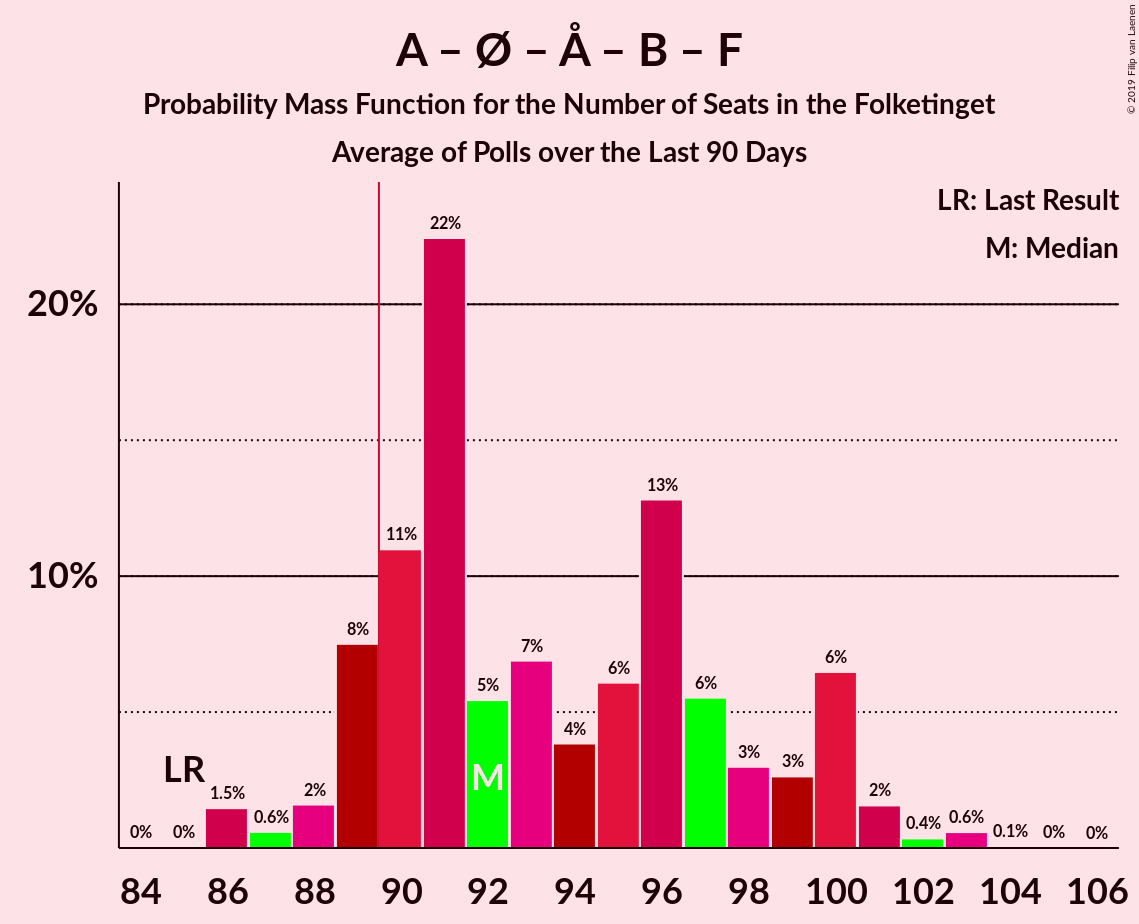 A – Ø – Å – B – F
Probability Mass Function for the Number of Seats in the Folketinget
Average of Polls over the Last 90 Days
© 2019 Filip van Laenen
LR: Last Result
M: Median
20%
10%
0%
0%
1.5%
0.6%
2%
8%
11%
22%
5%
7%
4%
6%
13%
6%
3%
3%
6%
2%
0.4%
0.6%
0.1%
0%
0%
LR
M
84 86 88 90 92 94 96 98 100 102 104 106